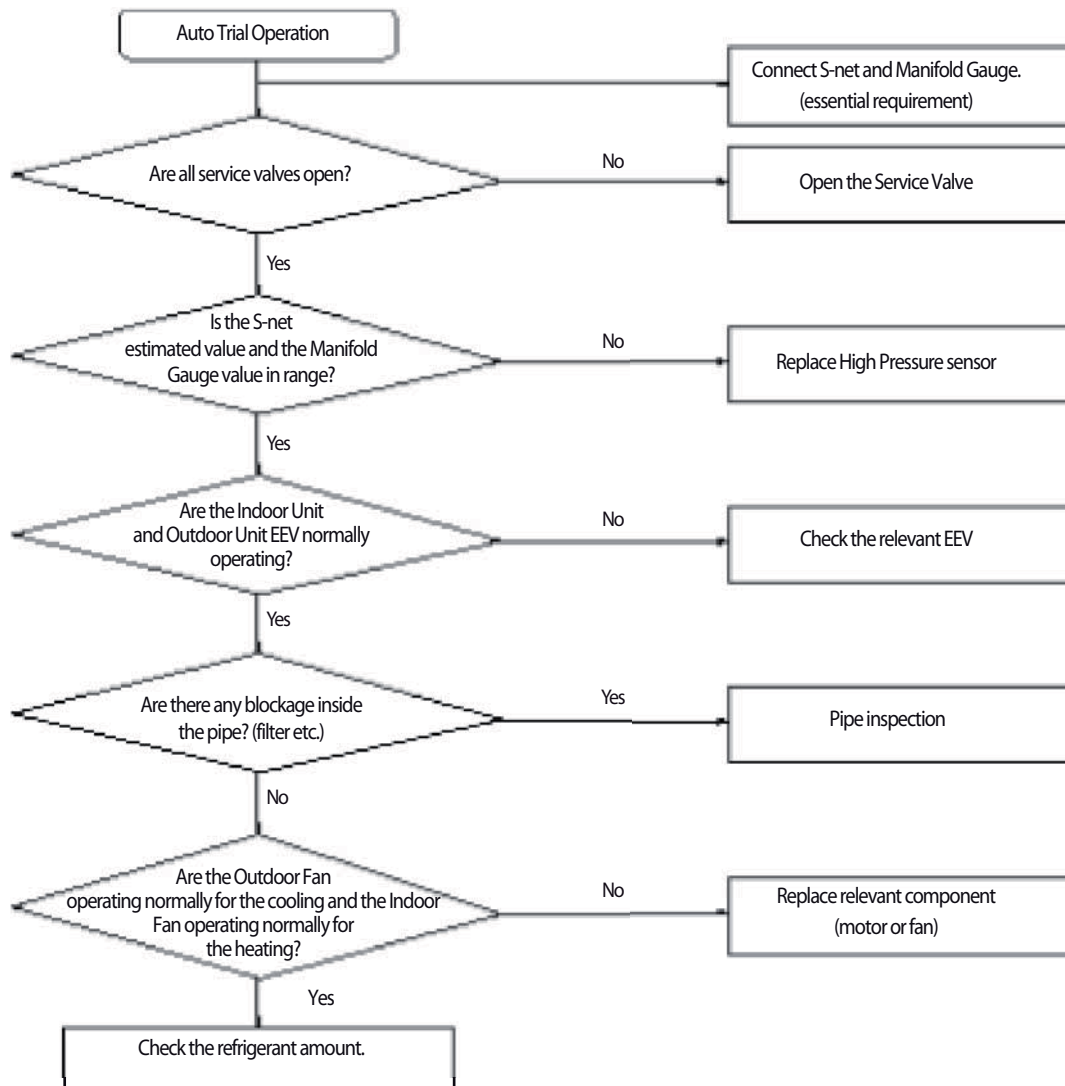 Auto Trial Operation
Connect S-net and Manifold Gauge.
(essential requirement)
Are all service valves open?
No
Open the Service Valve
Yes
Is the S-net
estimated value and the Manifold
Gauge value in range?
No
Replace High Pressure sensor
Yes
Are the Indoor Unit
and Outdoor Unit EEV normally
operating?
No
Check the relevant EEV
Yes
Are there any blockage inside
the pipe? (filter etc.)
Yes
Pipe inspection
No
Are the Outdoor Fan
operating normally for the cooling and the Indoor
Fan operating normally for
the heating?
No
Replace relevant component
(motor or fan)
Yes
Check the refrigerant amount.